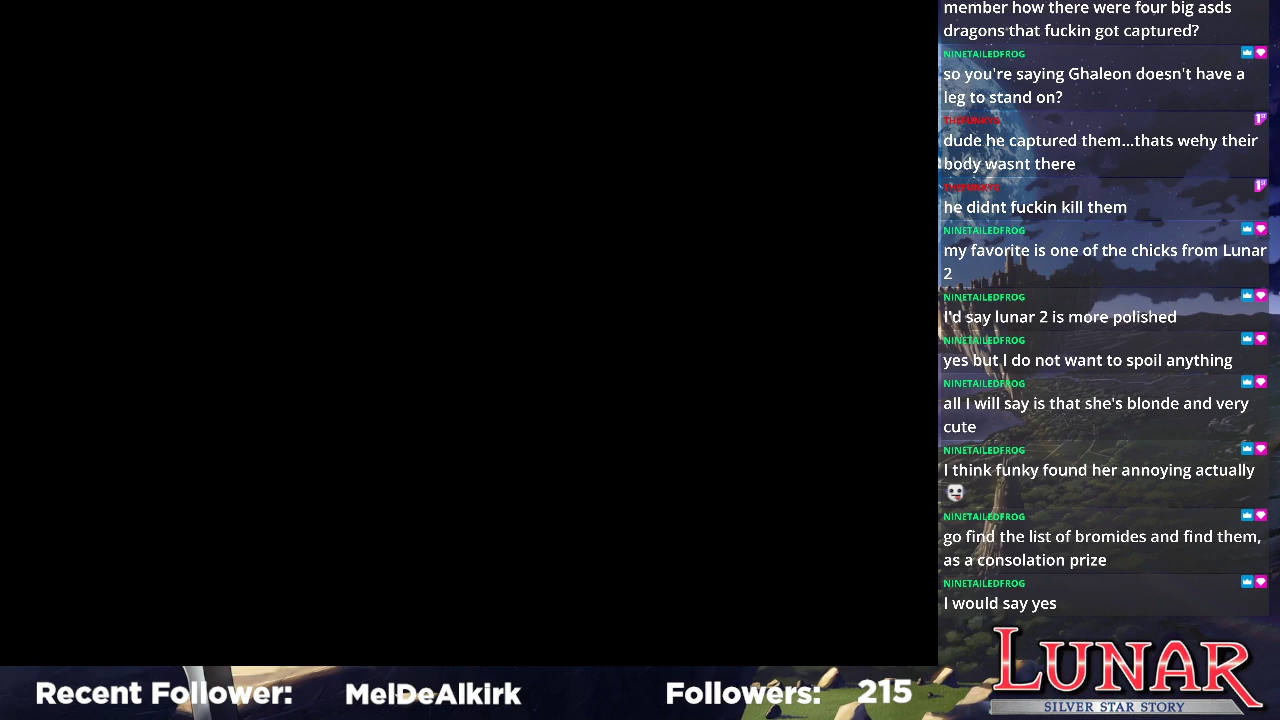 member how there were four big asds
dragons that fuckin got captured?
NINETAILEDFROG
so you're saying Ghaleon doesn't have a
leg to stand on?
THEFUNKYG
dude he captured them...thats wehy their
body wasnt there
THEFUNKYG
he didnt fuckin kill them
NINETAILEDFROG
my favorite is one of the chicks from Lunar
2
NINETAILEDFROG
I'd say lunar 2 is more polished
NINETAILEDFROG
yes but I do not want to spoil anything
NINETAILEDFROG
all I will say is that she's blonde and very
cute
NINETAILEDFROG
I think funky found her annoying actually
NINETAILEDFROG
go find the list of bromides and find them,
as a consolation prize
NINETAILEDFROG
I would say yes
LUNAR
SILVER STAR STORY
Recent Follower: MelDeAlkirk Followers: 215